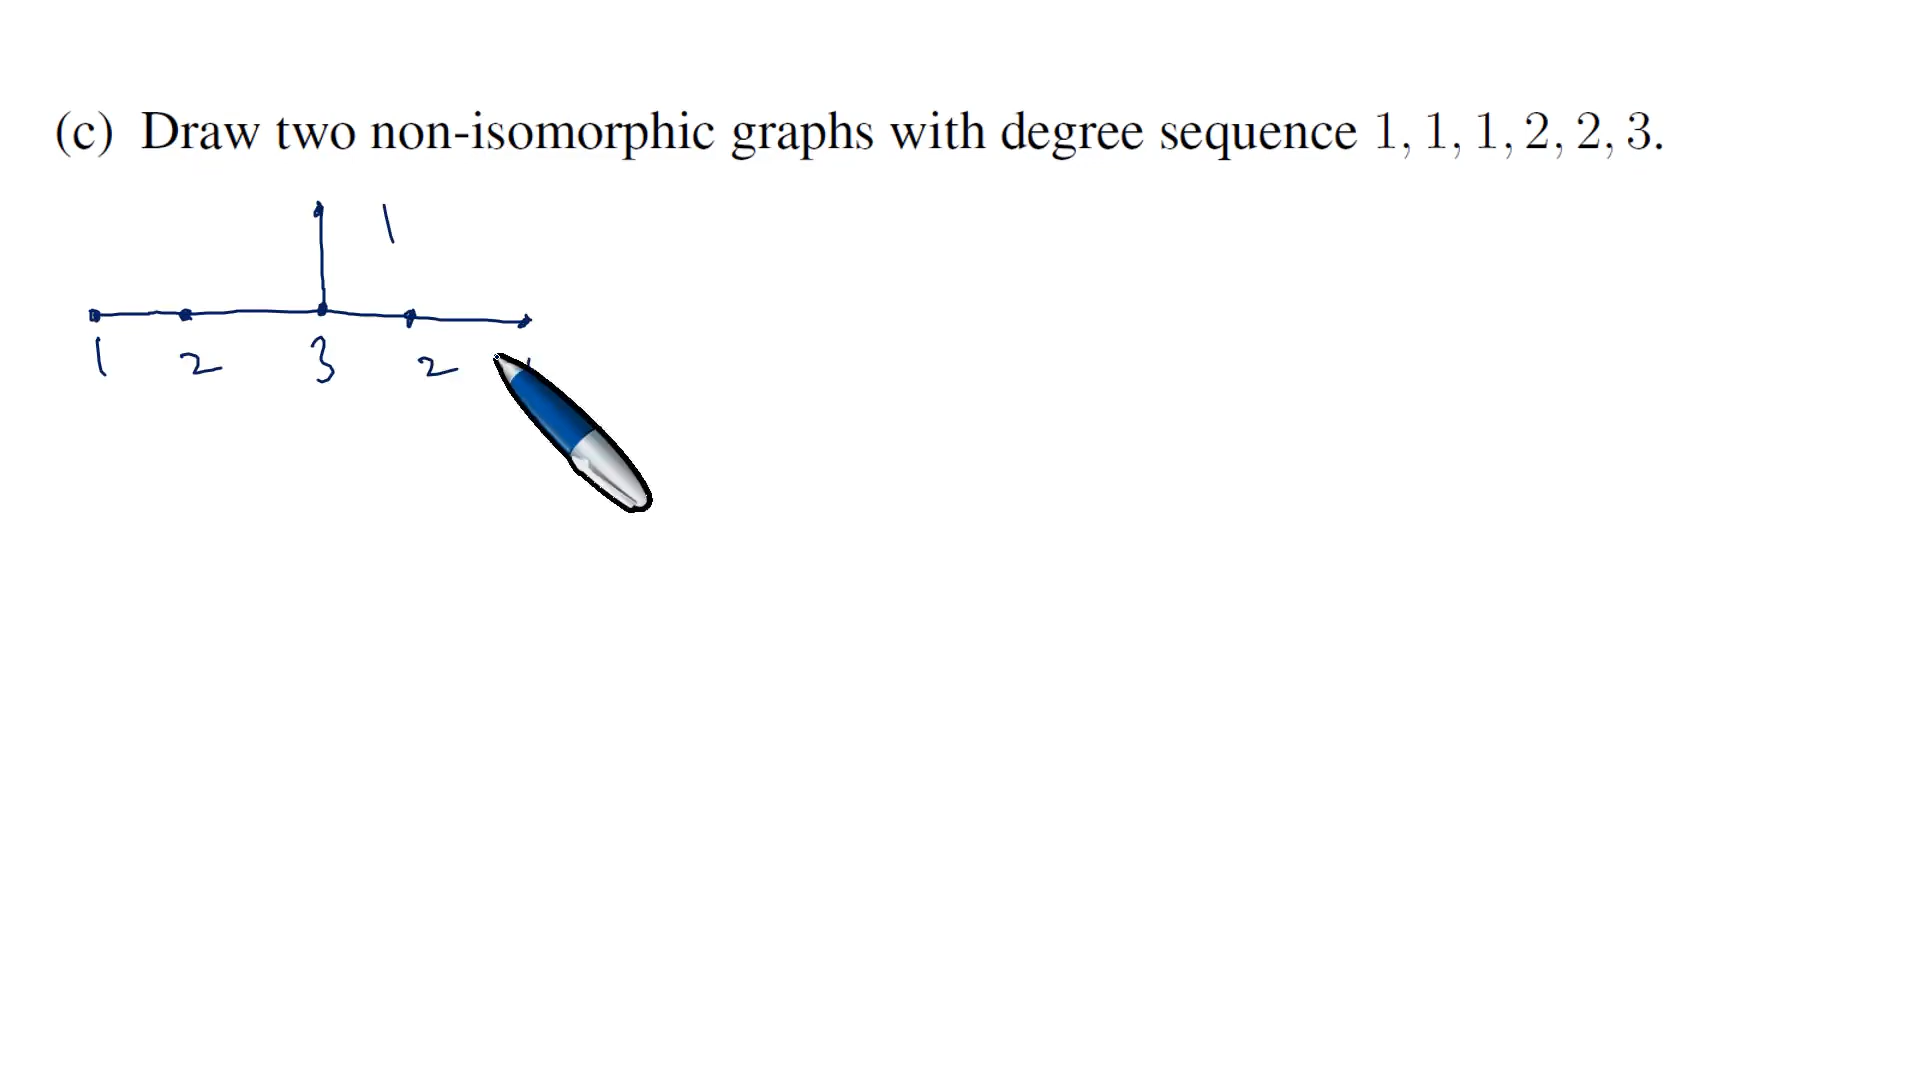 (c) Draw two non-isomorphic graphs with degree sequence 1, 1, 1, 2, 2, 3.
1
1 2 3 2